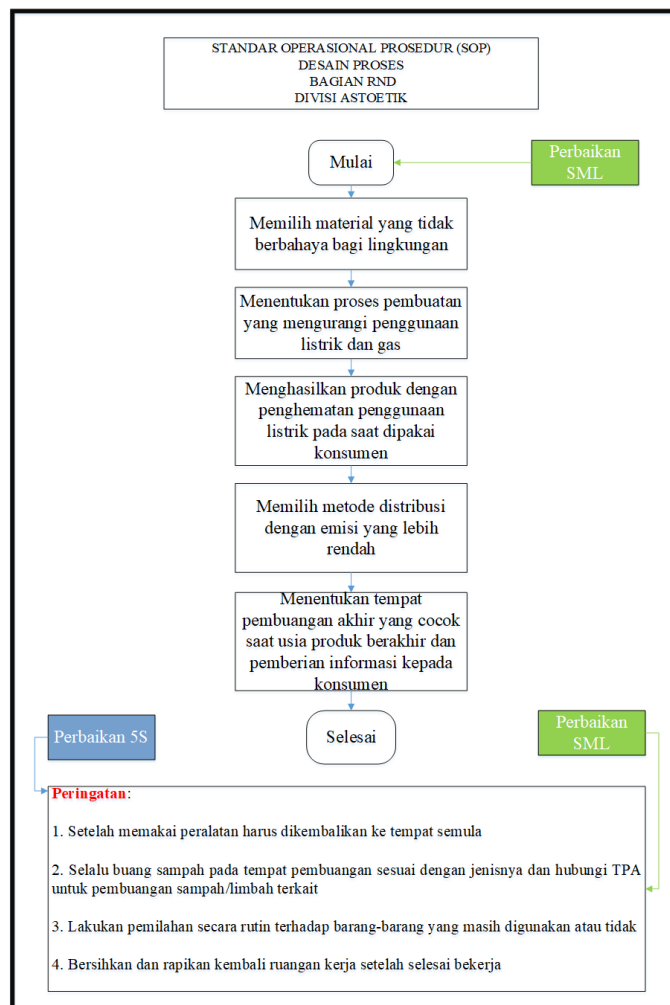 STANDAR OPERASIONAL PROSEDUR (SOP)
DESAIN PROSES
BAGIAN RND
DIVISI ASTOETIK
Mulai
Perbaikan
SML
Memilih material yang tidak
berbahaya bagi lingkungan
Menentukan proses pembuatan
yang mengurangi penggunaan
listrik dan gas
Menghasilkan produk dengan
penghematan penggunaan
listrik pada saat dipakai
konsumen
Memilih metode distribusi
dengan emisi yang lebih
rendah
Menentukan tempat
pembuangan akhir yang cocok
saat usia produk berakhir dan
pemberian informasi kepada
konsumen
Perbaikan 5S
Selesai
Perbaikan
SML
Peringatan:
1. Setelah memakai peralatan harus dikembalikan ke tempat semula
2. Selalu buang sampah pada tempat pembuangan sesuai dengan jenisnya dan hubungi TPA
untuk pembuangan sampah/limbah terkait
3. Lakukan pemilahan secara rutin terhadap barang-barang yang masih digunakan atau tidak
4. Bersihkan dan rapikan kembali ruangan kerja setelah selesai bekerja